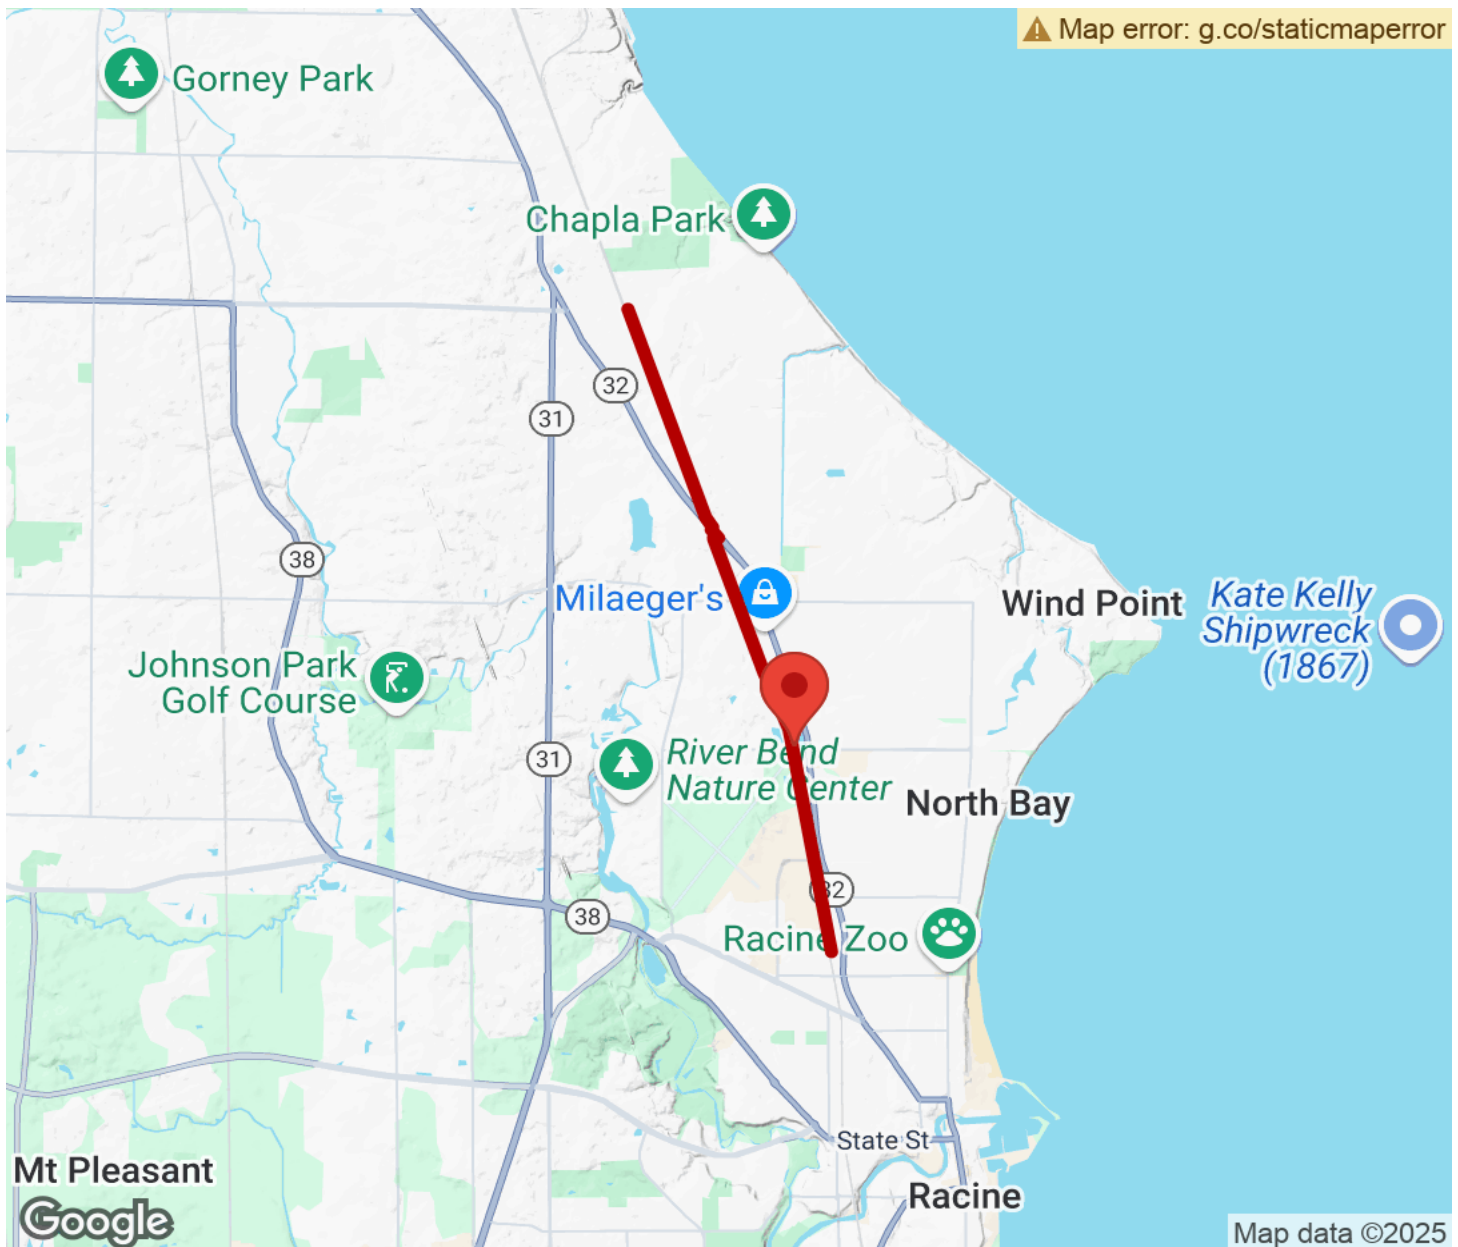 Map error: g.co/staticmaperror
Gorney Park
Chapla Park
32
31
38
Milaeger's
Wind Point
Kate Kelly
Shipwreck
(1867)
Johnson Park
Golf Course
31
River Bend
Nature Center
North Bay
32
38
Racine Zoo
State St
Mt Pleasant
Racine
Google
Map data ©2025